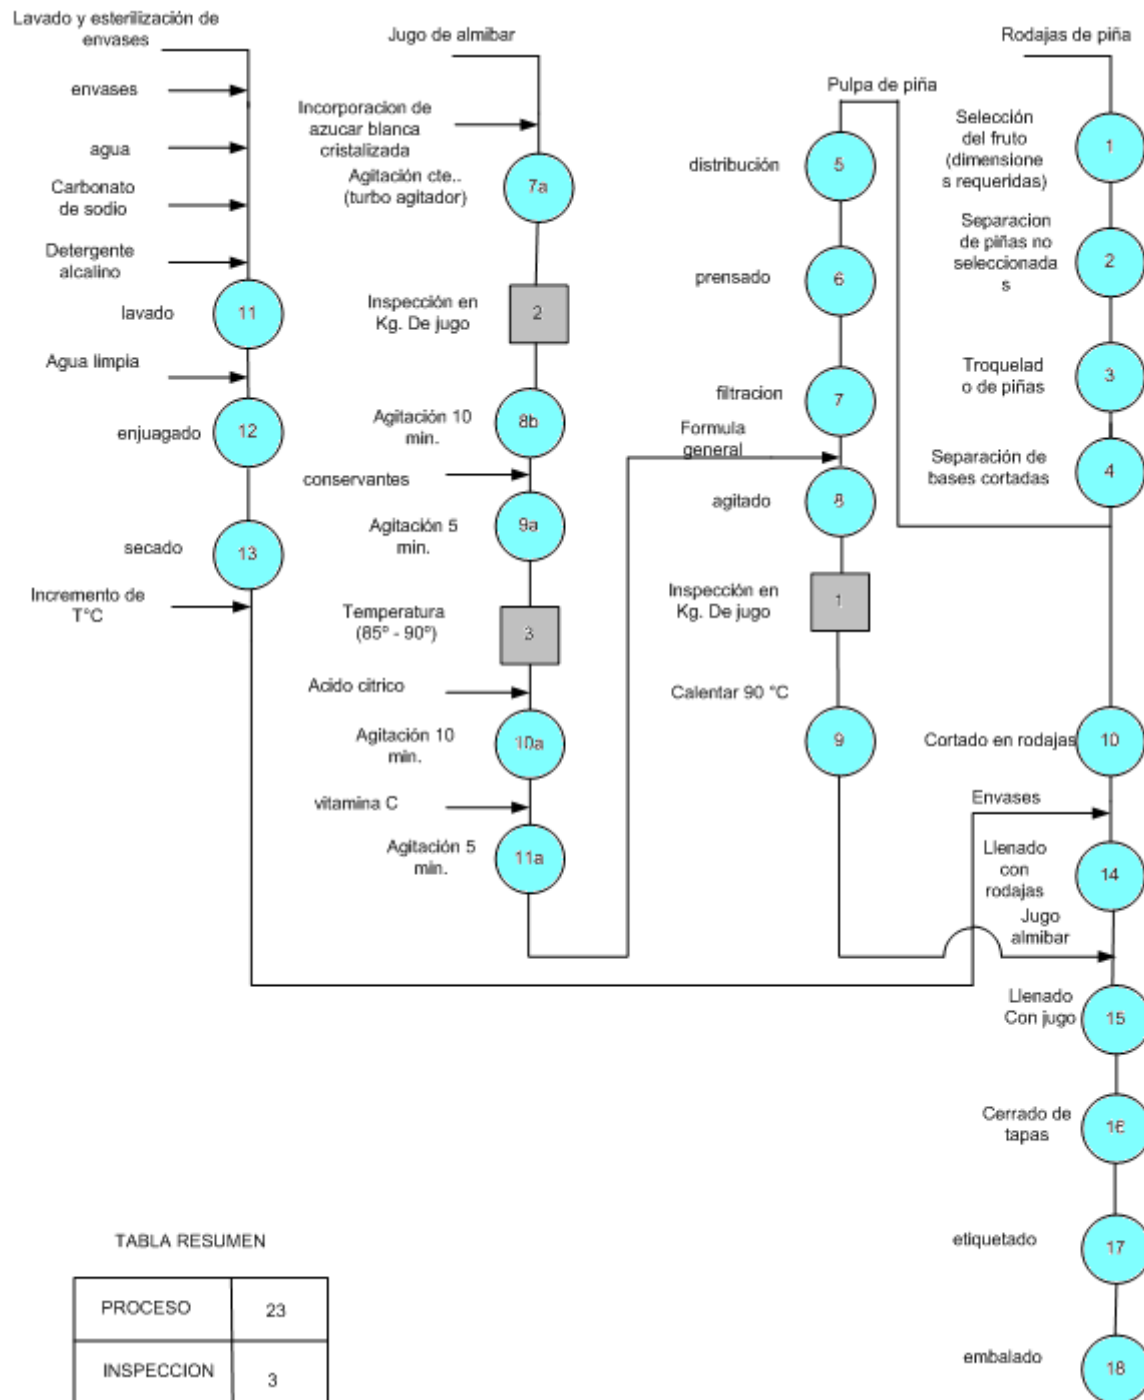 Lavado y esterilización de
envases
envases
agua
Carbonato
de sodio
Detergente
alcalino
lavado
11
Agua limpia
enjuagado
12
secado
13
Incremento de
T°C
Jugo de almibar
Incorporacion de
azucar blanca
cristalizada
Agitación cte..
(turbo agitador)
7a
Inspección en
Kg. De jugo
2
Agitación 10
min.
8b
conservantes
Agitación 5
min.
9a
Temperatura
(85º - 90º)
3
Acido citrico
Agitación 10
min.
10a
vitamina C
Agitación 5
min.
11a
Pulpa de piña
distribución
5
prensado
6
filtracion
7
Formula
general
agitado
8
Inspección en
Kg. De jugo
1
Calentar 90 °C
9
Rodajas de piña
Selección
del fruto
(dimensione
s requeridas)
1
Separacion
de piñas no
seleccionada
s
2
Troquelad
o de piñas
3
Separación de
bases cortadas
4
Cortado en rodajas
10
Envases
Llenado
con
rodajas
14
Jugo
almibar
Llenado
Con jugo
15
Cerrado de
tapas
16
etiquetado
17
embalado
18
TABLA RESUMEN
PROCESO 23
INSPECCION 3